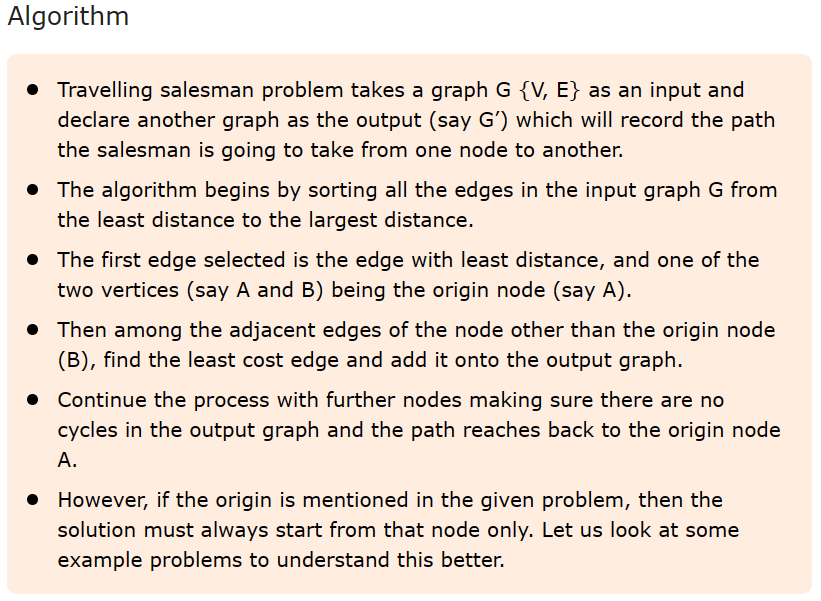 Algorithm
Travelling salesman problem takes a graph G {V, E} as an input and
declare another graph as the output (say G’) which will record the path
the salesman is going to take from one node to another.
The algorithm begins by sorting all the edges in the input graph G from
the least distance to the largest distance.
The first edge selected is the edge with least distance, and one of the
two vertices (say A and B) being the origin node (say A).
Then among the adjacent edges of the node other than the origin node
(B), find the least cost edge and add it onto the output graph.
Continue the process with further nodes making sure there are no
cycles in the output graph and the path reaches back to the origin node
A.
However, if the origin is mentioned in the given problem, then the
solution must always start from that node only. Let us look at some
example problems to understand this better.